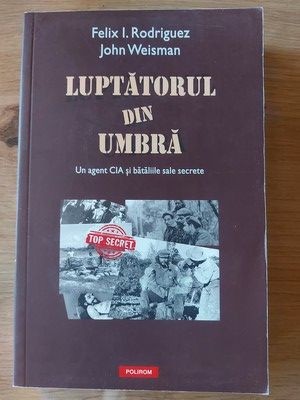 Felix I. Rodriguez
John Weisman
LUPTĂTORUL
DIN
UMBRĂ
Un agent CIA și bătăliile sale secrete
TOP SECRET
POLIROM